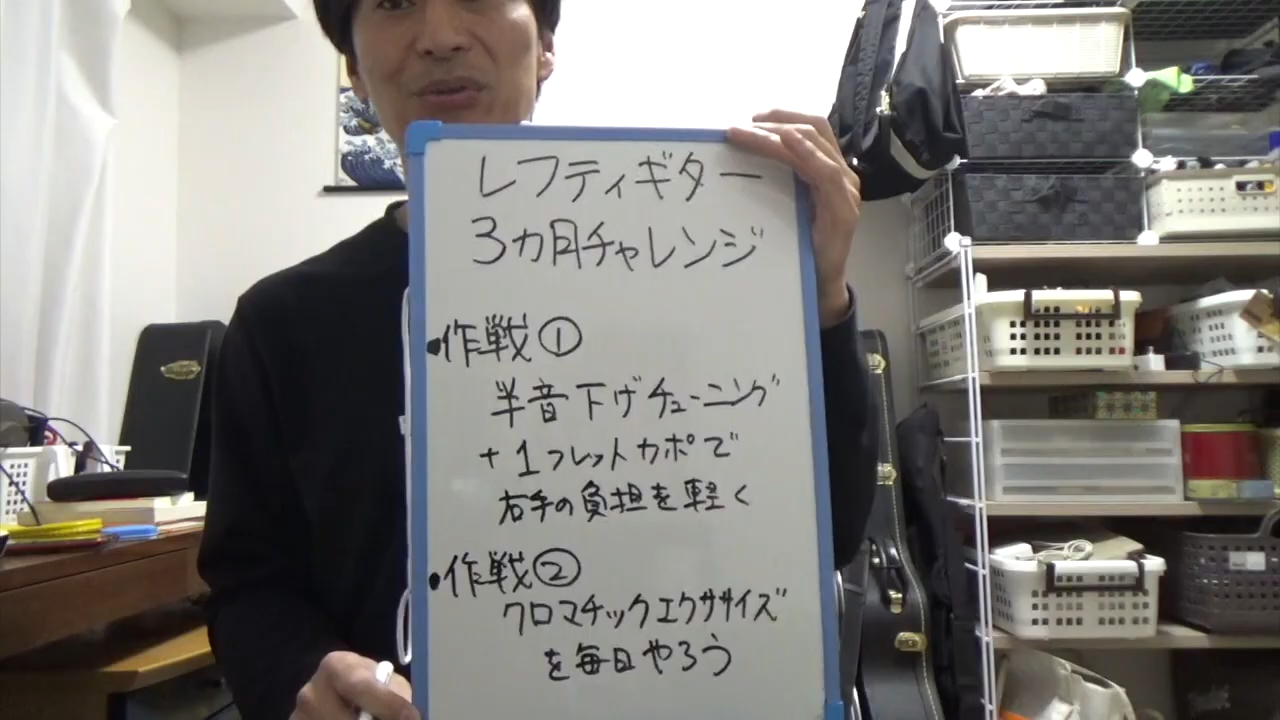 レフティギター
3カ月チャレンジ
•作戦①
半音下げチューニング
+1フレットカポで
右手の負担を軽く
•作戦②
クロマチックエクササイズ
を毎日やろう